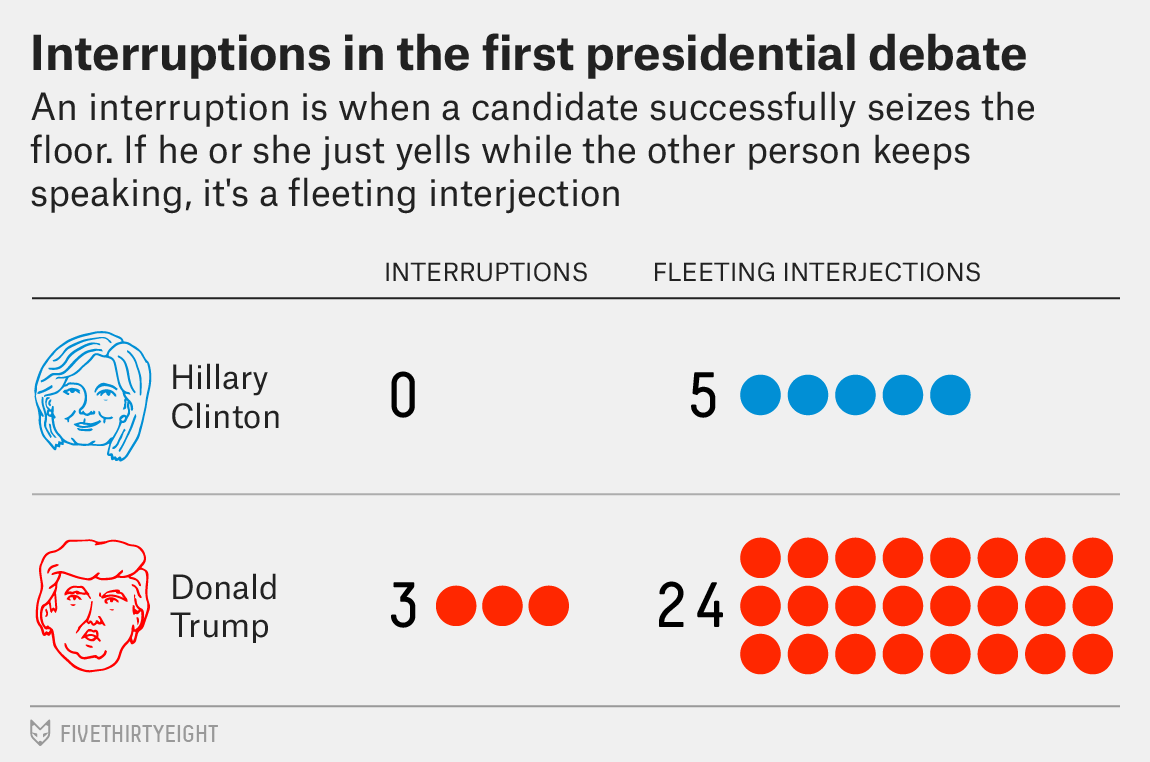 Interruptions in the first presidential debate
An interruption is when a candidate successfully seizes the
floor. If he or she just yells while the other person keeps
speaking, it's a fleeting interjection
INTERRUPTIONS FLEETING INTERJECTIONS
Hillary
Clinton
0 5
Donald
Trump
3 24
FIVETHIRTYEIGHT